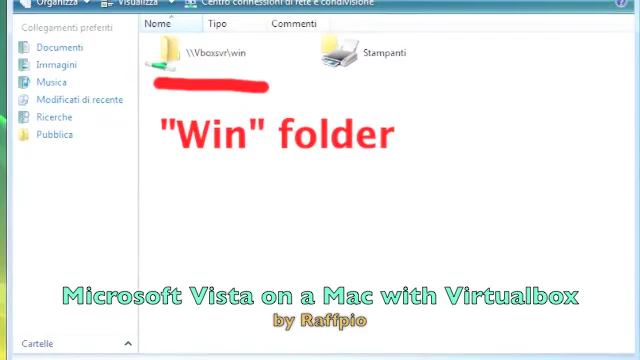 Organizza Visualizza Centro connessioni di rete e condivisione
Collegamenti preferiti Nome Tipo Commenti
Documenti
Immagini
Musica
Modificati di recente
Ricerche
Pubblica
\\Vboxsvr\win Stampanti
"Win" folder
Microsoft Vista on a Mac with Virtualbox
by Raffpio
Cartelle